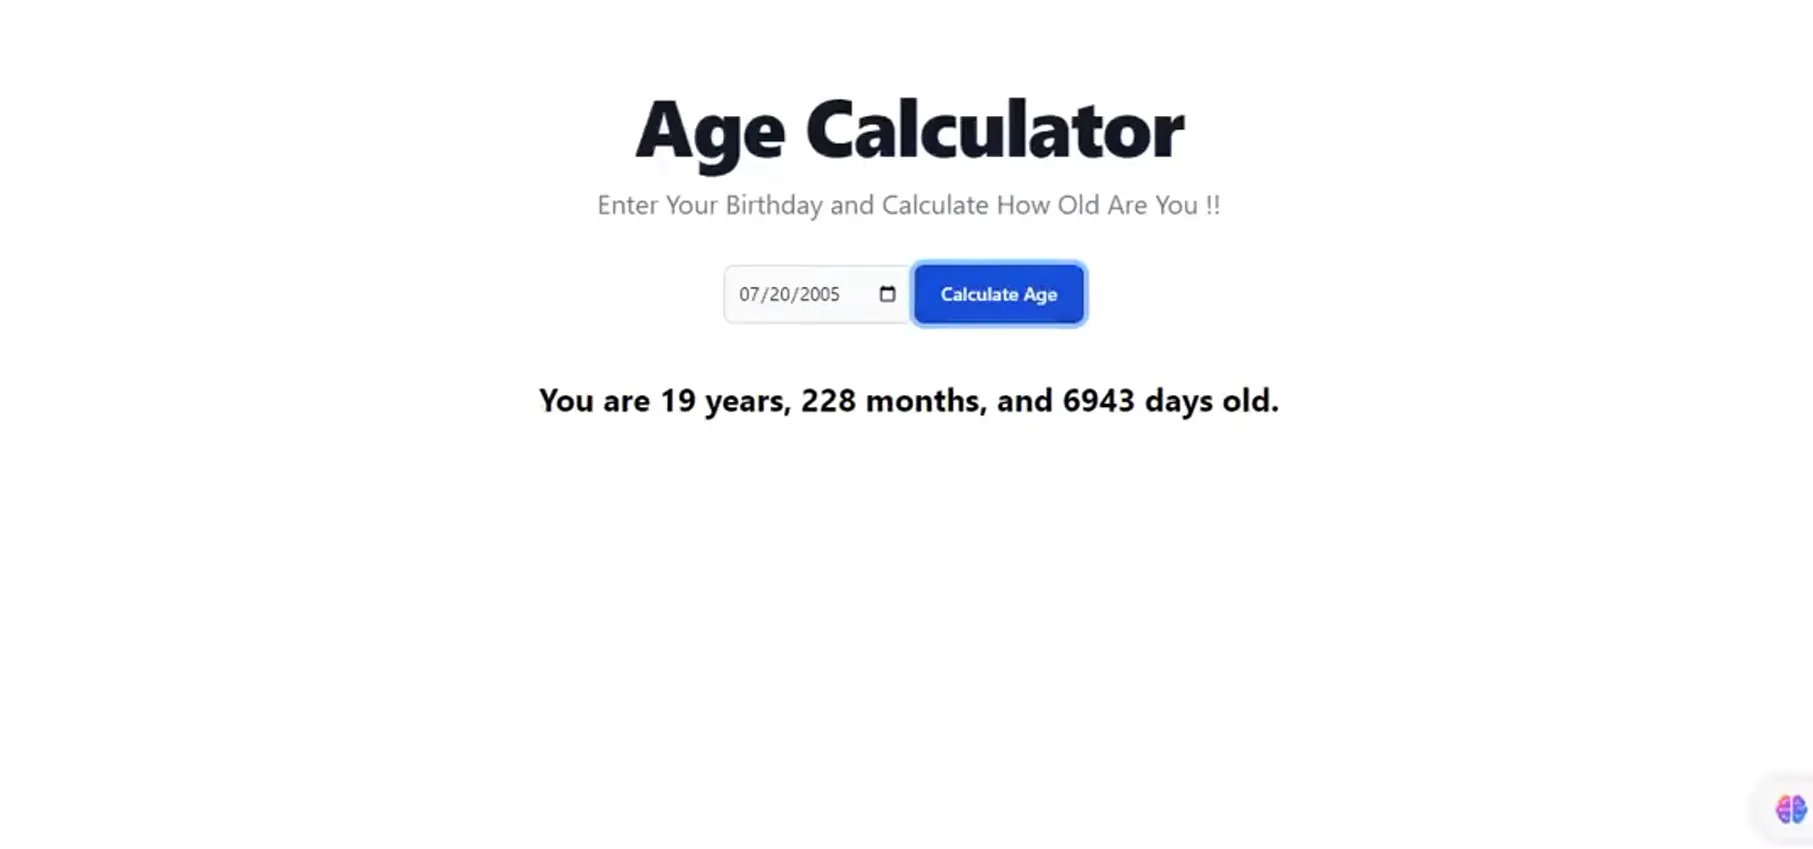 Age Calculator
Enter Your Birthday and Calculate How Old Are You !!
07/20/2005 Calculate Age
You are 19 years, 228 months, and 6943 days old.